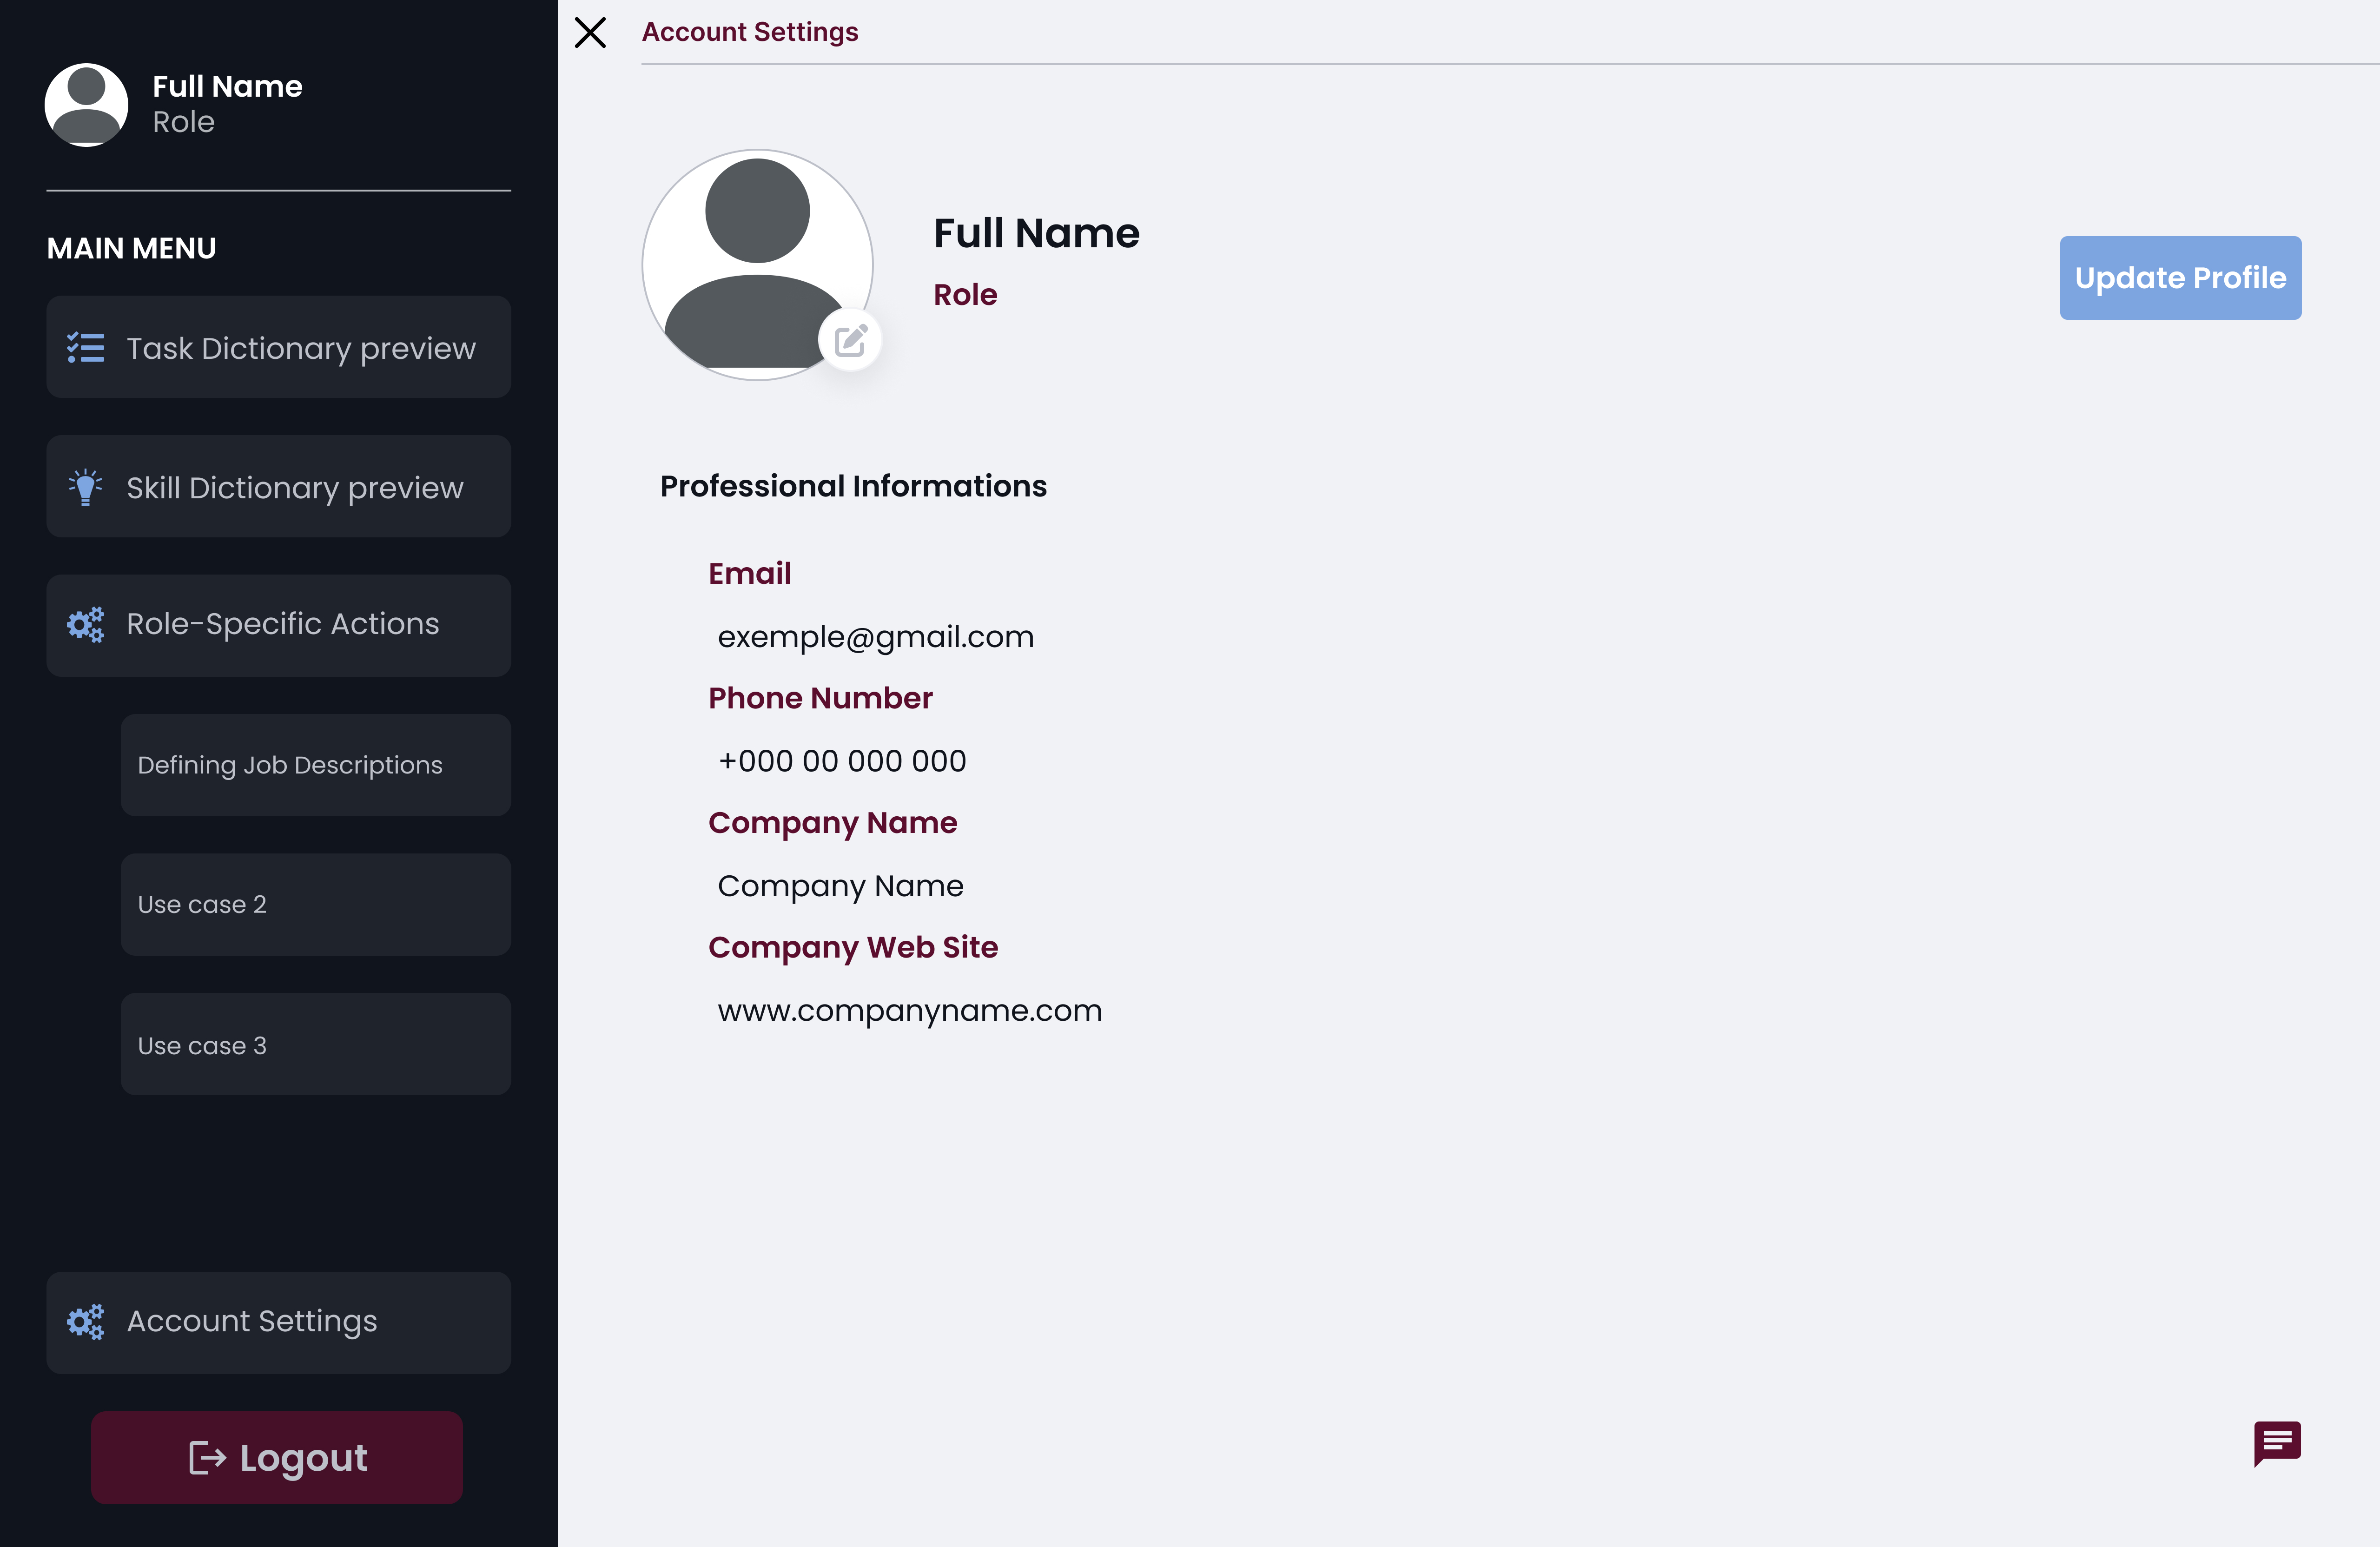 Full Name
Role
MAIN MENU
Task Dictionary preview
Skill Dictionary preview
Role-Specific Actions
Defining Job Descriptions
Use case 2
Use case 3
Account Settings
Logout
Account Settings
Full Name
Role
Update Profile
Professional Informations
Email
exemple@gmail.com
Phone Number
+000 00 000 000
Company Name
Company Name
Company Web Site
www.companyname.com